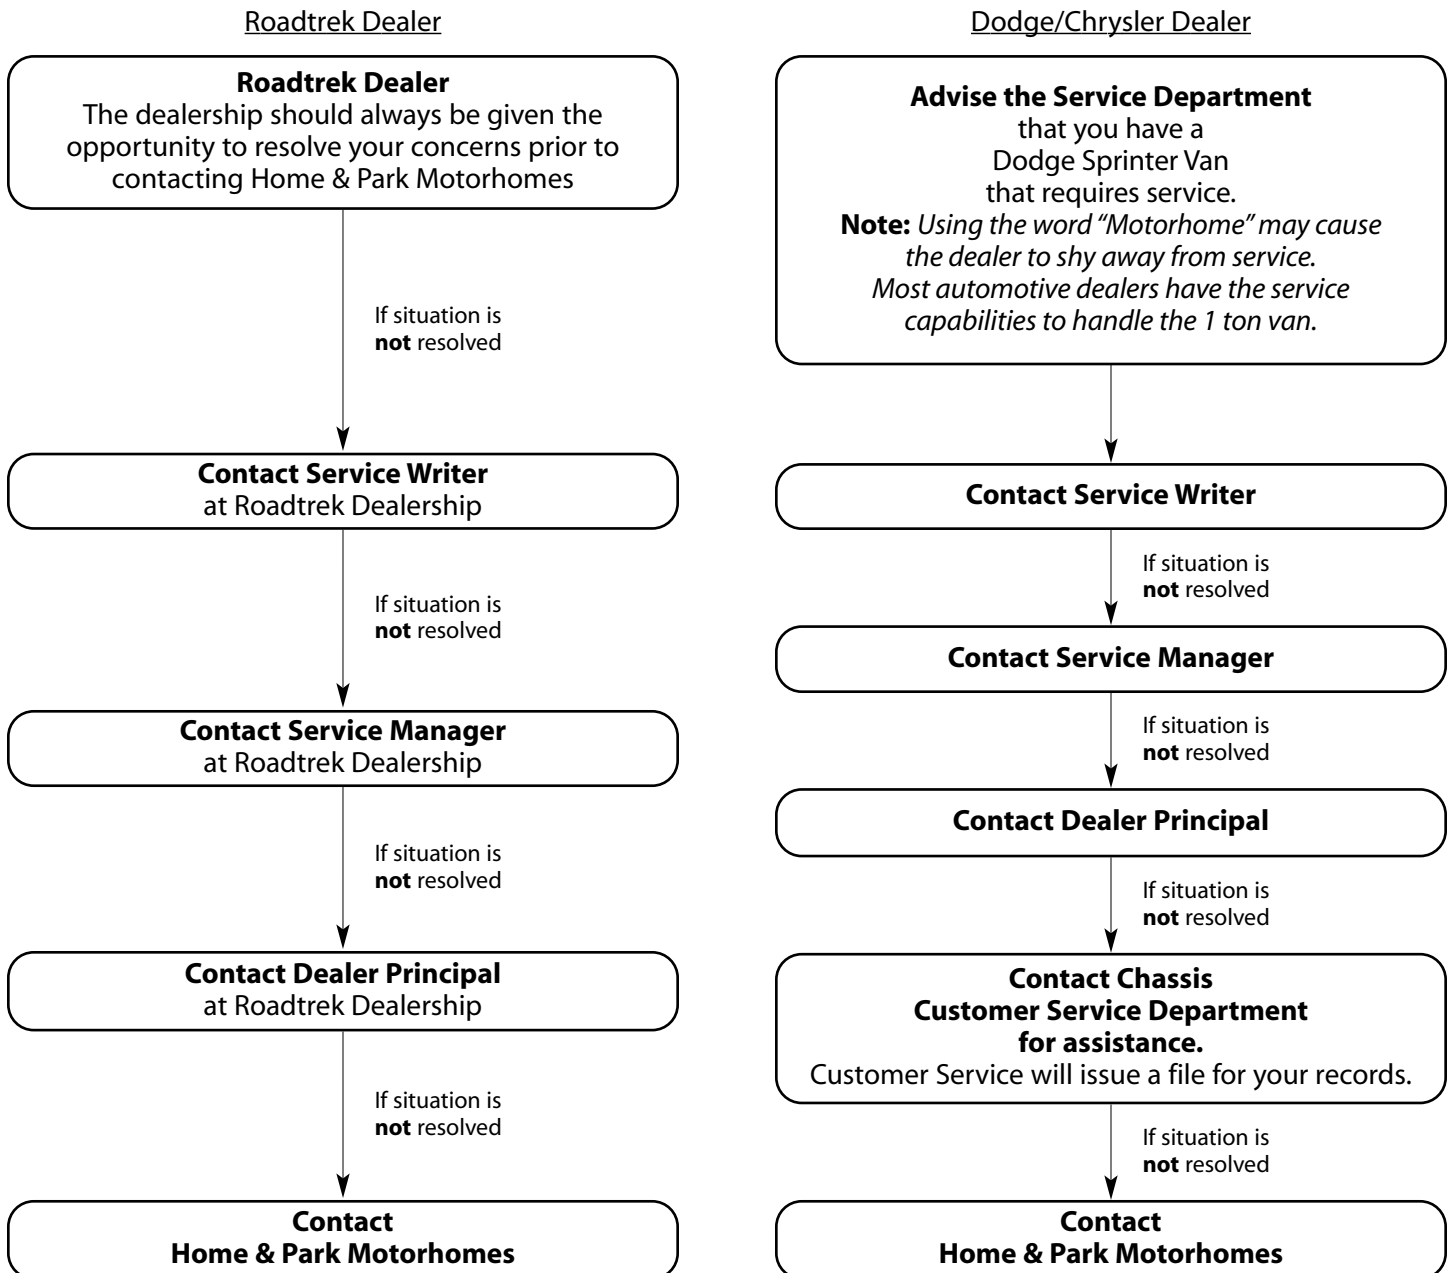 Roadtrek Dealer
Roadtrek Dealer
The dealership should always be given the
opportunity to resolve your concerns prior to
contacting Home & Park Motorhomes
If situation is
not resolved
Contact Service Writer
at Roadtrek Dealership
If situation is
not resolved
Contact Service Manager
at Roadtrek Dealership
If situation is
not resolved
Contact Dealer Principal
at Roadtrek Dealership
If situation is
not resolved
Contact
Home & Park Motorhomes
Dodge/Chrysler Dealer
Advise the Service Department
that you have a
Dodge Sprinter Van
that requires service.
Note: Using the word “Motorhome” may cause
the dealer to shy away from service.
Most automotive dealers have the service
capabilities to handle the 1 ton van.
Contact Service Writer
If situation is
not resolved
Contact Service Manager
If situation is
not resolved
Contact Dealer Principal
If situation is
not resolved
Contact Chassis
Customer Service Department
for assistance.
Customer Service will issue a file for your records.
If situation is
not resolved
Contact
Home & Park Motorhomes